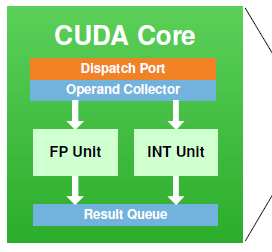 CUDA Core
Dispatch Port
Operand Collector
FP Unit
INT Unit
Result Queue